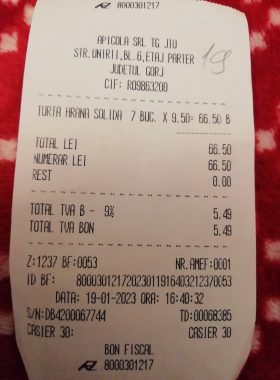 8000301217
APICOLA SRL TG JIU
STR.UNIRII,BL.6,ETAJ PARTER
JUDETUL GORJ
CIF: RO9863200
19
TURTA HRANA SOLIDA 7 BUC. X 9.50= 66.50 B
TOTAL LEI 66.50
NUMERAR LEI 66.50
REST 0.00
TOTAL TVA B - 9% 5.49
TOTAL TVA BON 5.49
Z:1237 BF:0053 NR.AMEF:0001
ID BF: 80003012172023011916403212370053
DATA: 19-01-2023 ORA: 16:40:32
S/N:DB4200067744 TD:00068385
CASIER 30: CASIER 30
BON FISCAL
8000301217